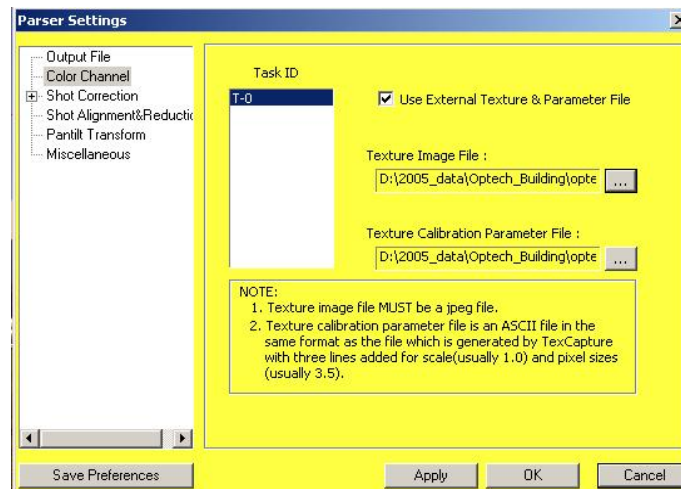 Parser Settings
Output File
Color Channel
Shot Correction
Shot Alignment&Reductio
Pantilt Transform
Miscellaneous
Save Preferences
Task ID
T-0
Use External Texture & Parameter File
Texture Image File :
D:\2005_data\Optech_Building\opte ...
Texture Calibration Parameter File :
D:\2005_data\Optech_Building\opte ...
NOTE:
1. Texture image file MUST be a jpeg file.
2. Texture calibration parameter file is an ASCII file in the
same format as the file which is generated by TexCapture
with three lines added for scale(usually 1.0) and pixel sizes
(usually 3.5).
Apply OK Cancel